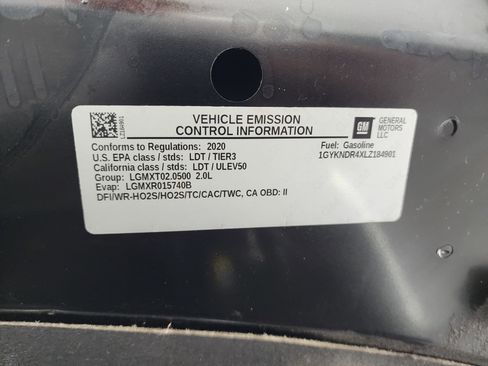 VEHICLE EMISSION
CONTROL INFORMATION
GM
GENERAL
MOTORS
LLC
Conforms to Regulations: 2020
Fuel: Gasoline
U.S. EPA class / stds: LDT / TIER3
1GYKNDR4XLZ184901
California class / stds: LDT / ULEV50
Group: LGMXT02.0500 2.0L
Evap: LGMXR015740B
DFI/WR-HO2S/HO2S/TC/CAC/TWC, CA OBD: II